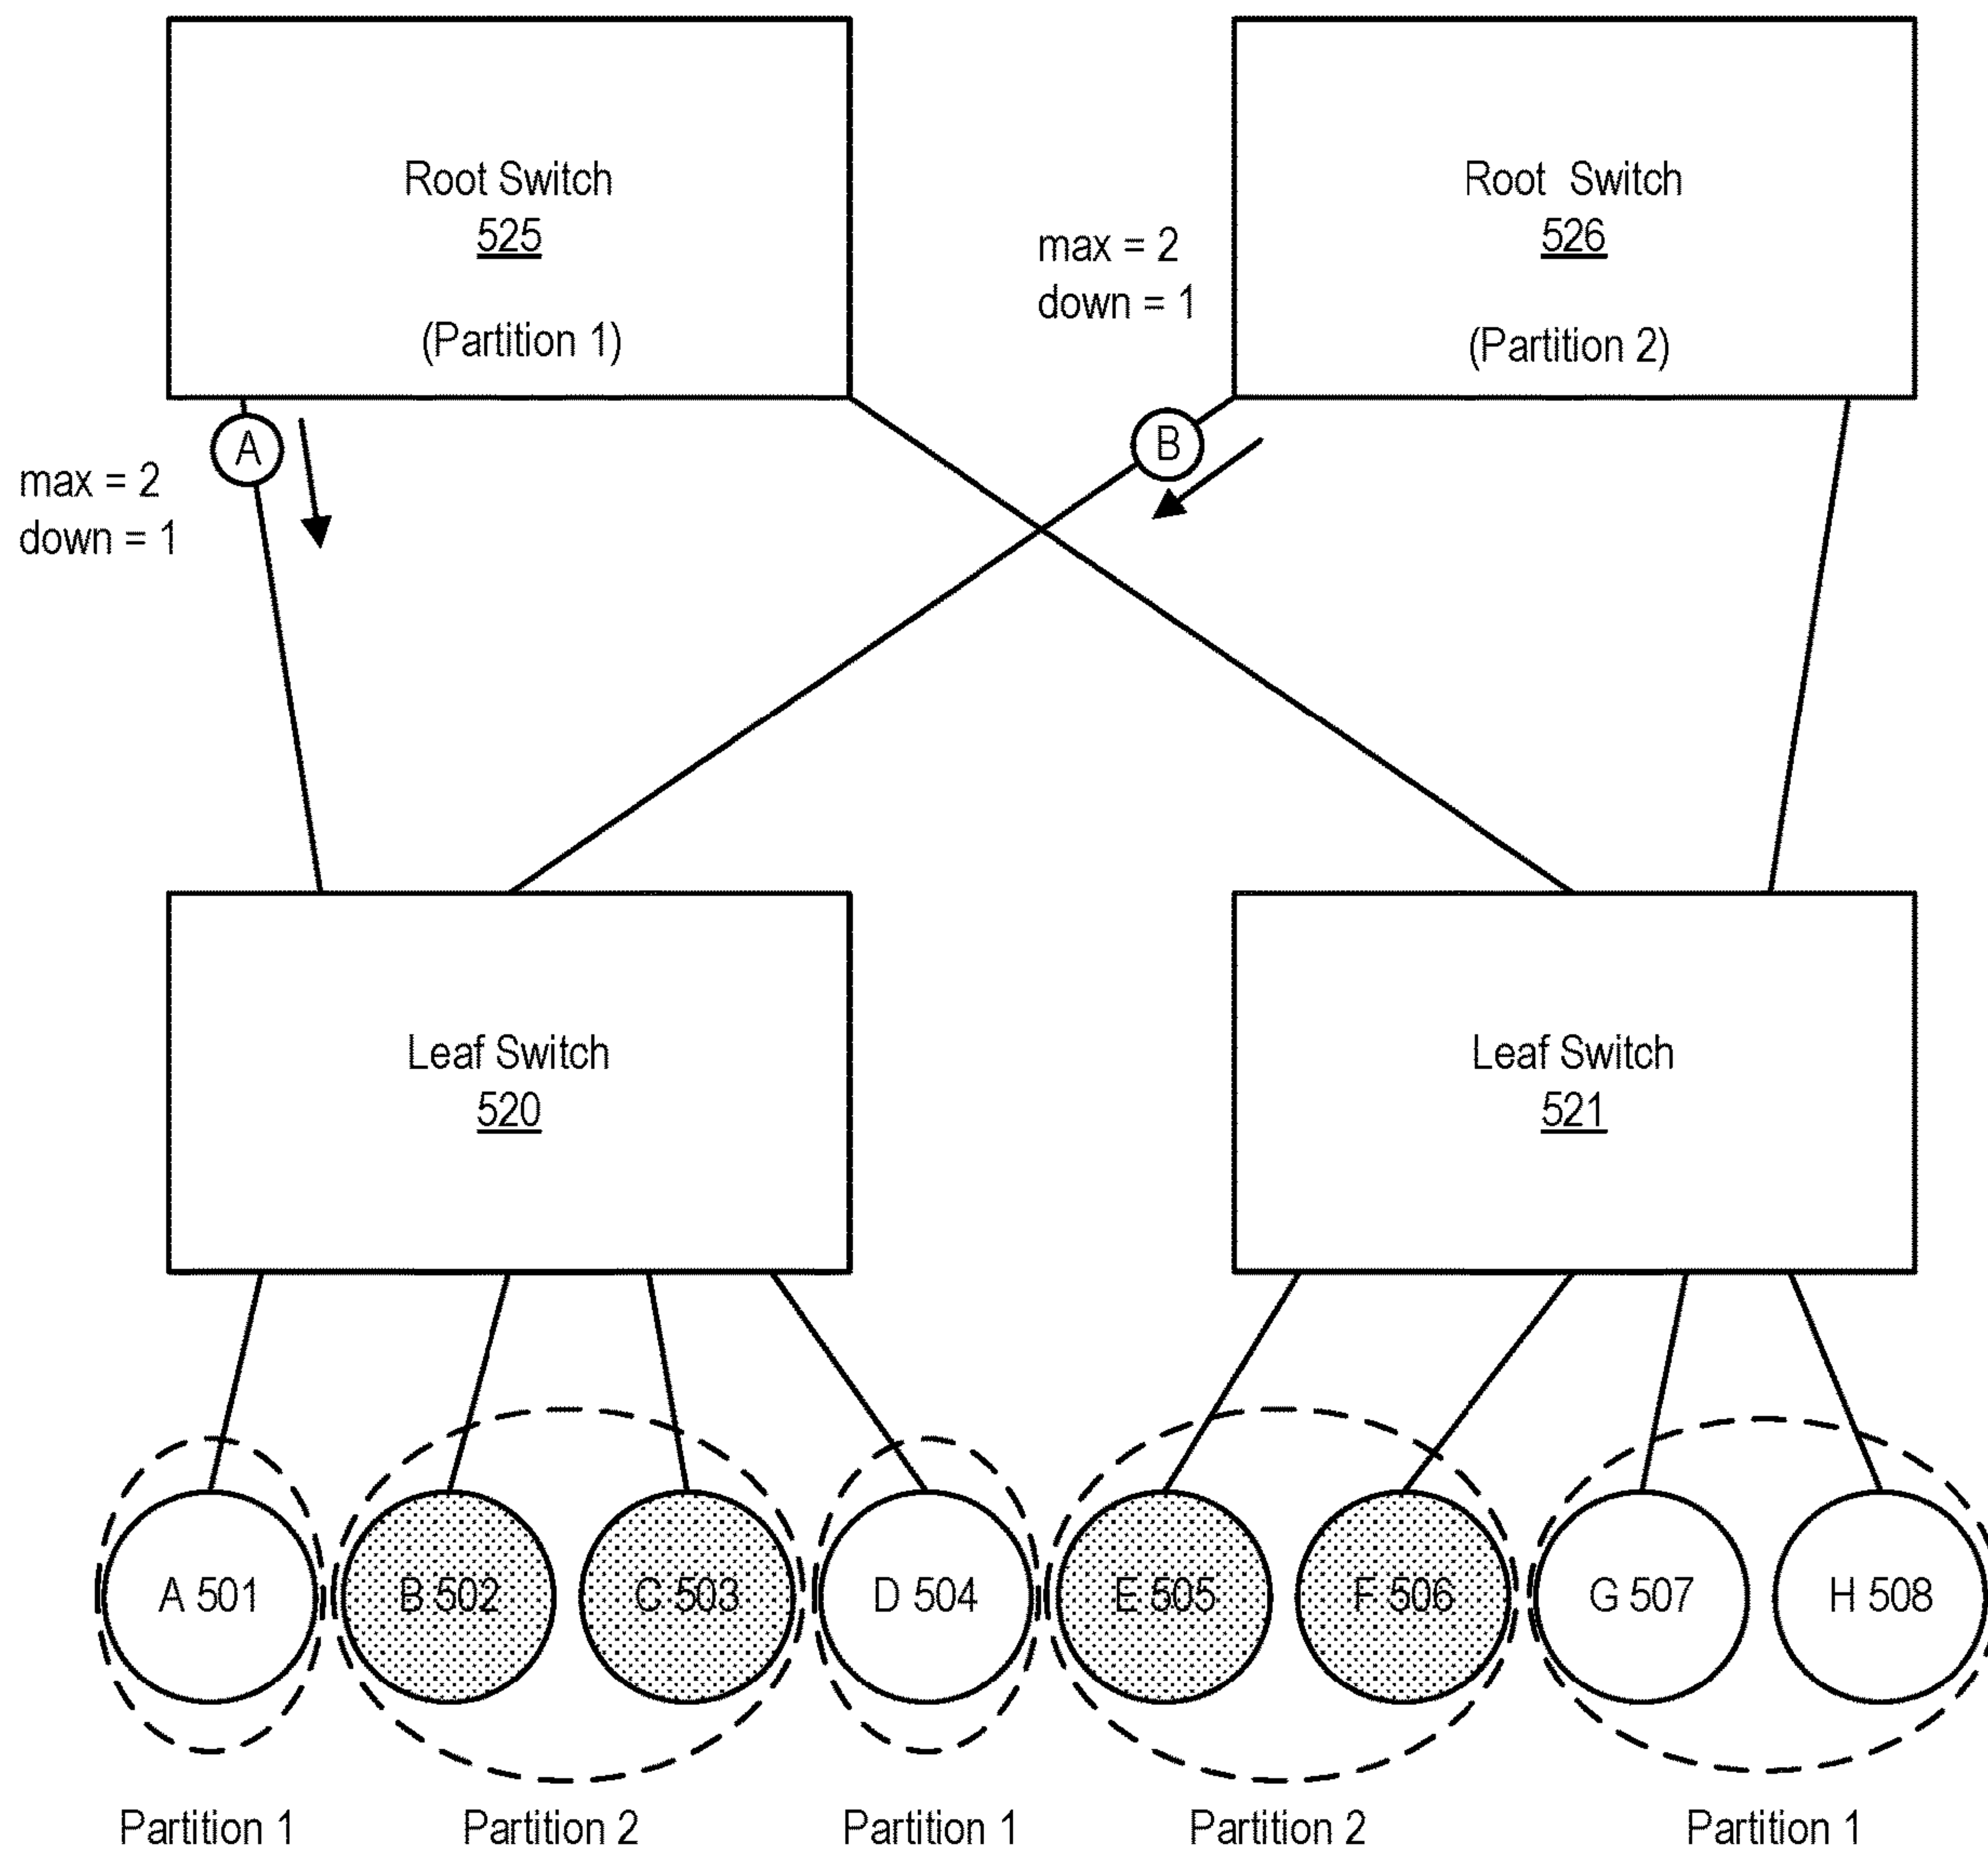 Root Switch
525
(Partition 1)
Root Switch
526
(Partition 2)
max = 2
down = 1
A
B
max = 2
down = 1
Leaf Switch
520
Leaf Switch
521
A 501
B 502
C 503
D 504
E 505
F 506
G 507
H 508
Partition 1
Partition 2
Partition 1
Partition 2
Partition 1